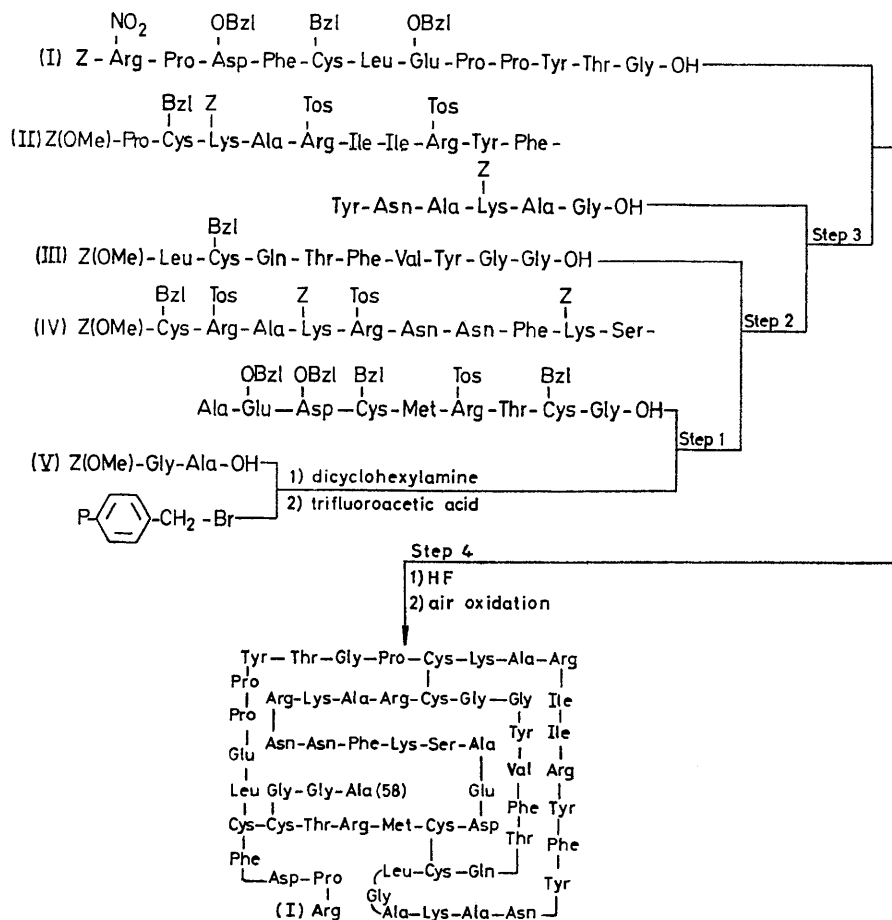 NO2 OBzl Bzl OBzl
(I) Z-Arg-Pro-Asp-Phe-Cys-Leu-Glu-Pro-Pro-Tyr-Thr-Gly-OH
Bzl Z Tos Tos
(II) Z(OMe)-Pro-Cys-Lys-Ala-Arg-Ile-Ile-Arg-Tyr-Phe-
Z
Tyr-Asn-Ala-Lys-Ala-Gly-OH
Step 3
Bzl
(III) Z(OMe)-Leu-Cys-Gln-Thr-Phe-Val-Tyr-Gly-Gly-OH
Bzl Tos Z Tos Z
(IV) Z(OMe)-Cys-Arg-Ala-Lys-Arg-Asn-Asn-Phe-Lys-Ser-
Step 2
OBzl OBzl Bzl Tos Bzl
Ala-Glu-Asp-Cys-Met-Arg-Thr-Cys-Gly-OH
Step 1
(V) Z(OMe)-Gly-Ala-OH
1) dicyclohexylamine
2) trifluoroacetic acid
P- -CH2-Br
Step 4
1) HF
2) air oxidation
Tyr-Thr-Gly-Pro-Cys-Lys-Ala-Arg
Pro
Arg-Lys-Ala-Arg-Cys-Gly-Gly Ile
Pro
Tyr Ile
Asn-Asn-Phe-Lys-Ser-Ala
Glu Val Arg
Leu Gly-Gly-Ala(58) Glu Phe Tyr
Cys-Cys-Thr-Arg-Met-Cys-Asp Thr Phe
Phe
Leu-Cys-Gln Tyr
Asp-Pro Gly
(I) Arg Ala-Lys-Ala-Asn